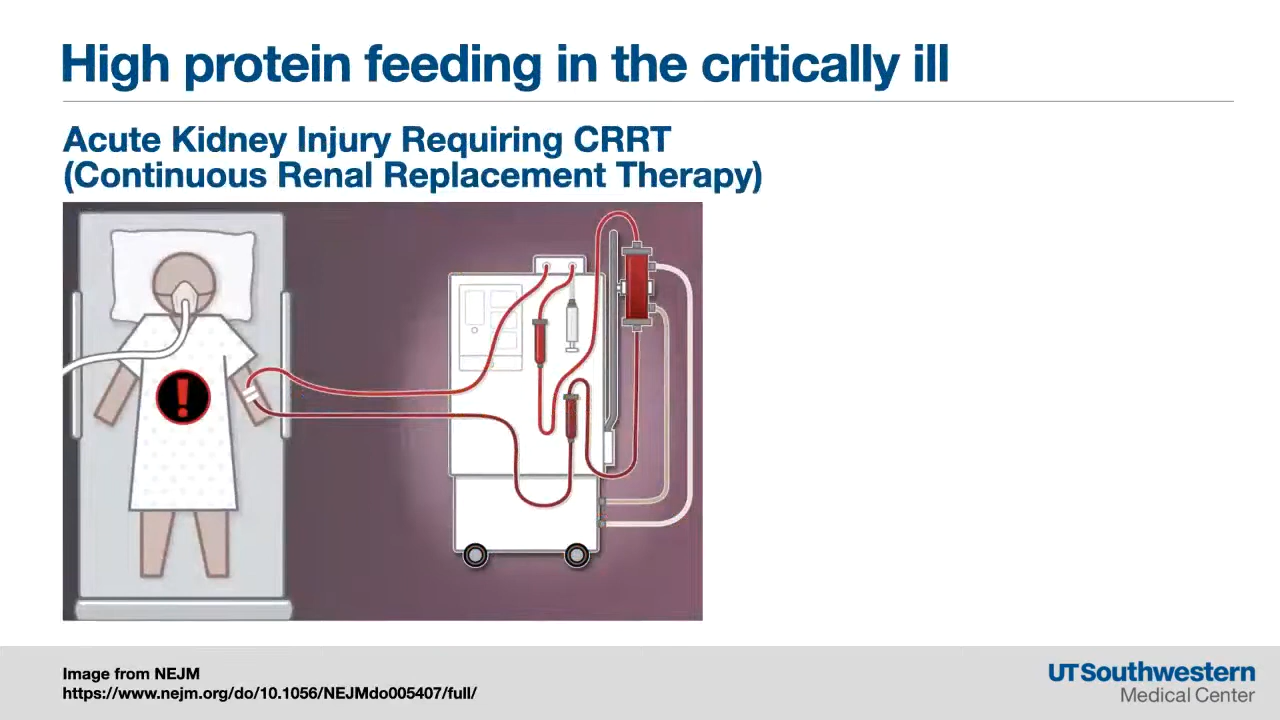 High protein feeding in the critically ill
Acute Kidney Injury Requiring CRRT
(Continuous Renal Replacement Therapy)
!
Image from NEJM
https://www.nejm.org/do/10.1056/NEJMdo005407/full/
UTSouthwestern
Medical Center